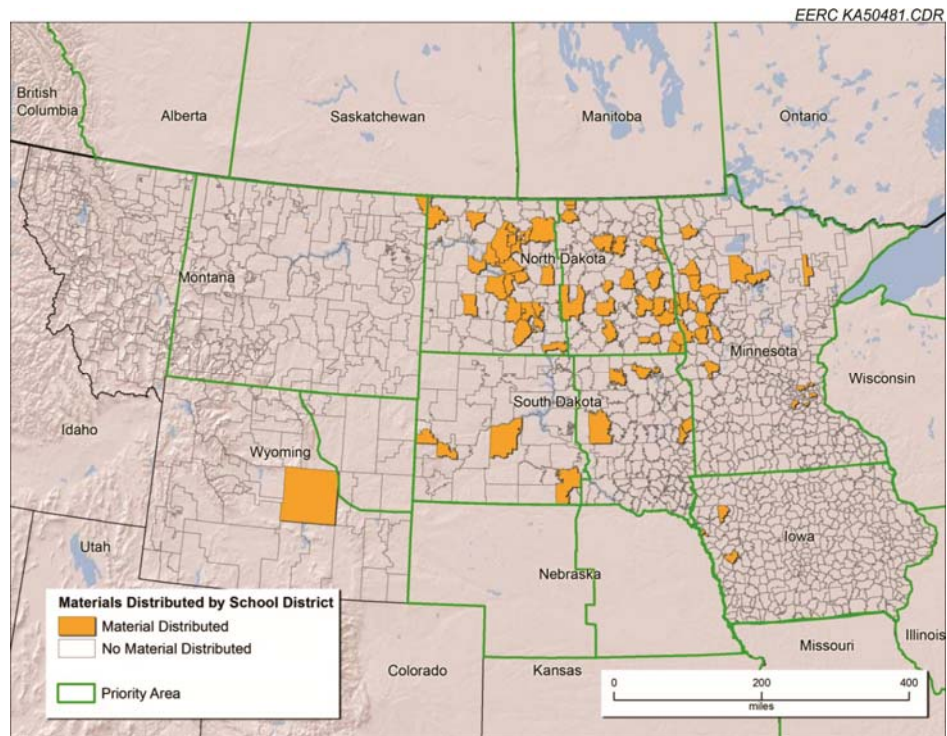 EERC KA50481.CDR
British
Columbia
Alberta
Saskatchewan
Manitoba
Ontario
Montana
North Dakota
Minnesota
Wisconsin
South Dakota
Idaho
Wyoming
Iowa
Utah
Nebraska
Colorado
Kansas
Missouri
Illinois
Materials Distributed by School District
Material Distributed
No Material Distributed
Priority Area
0 200 400
miles